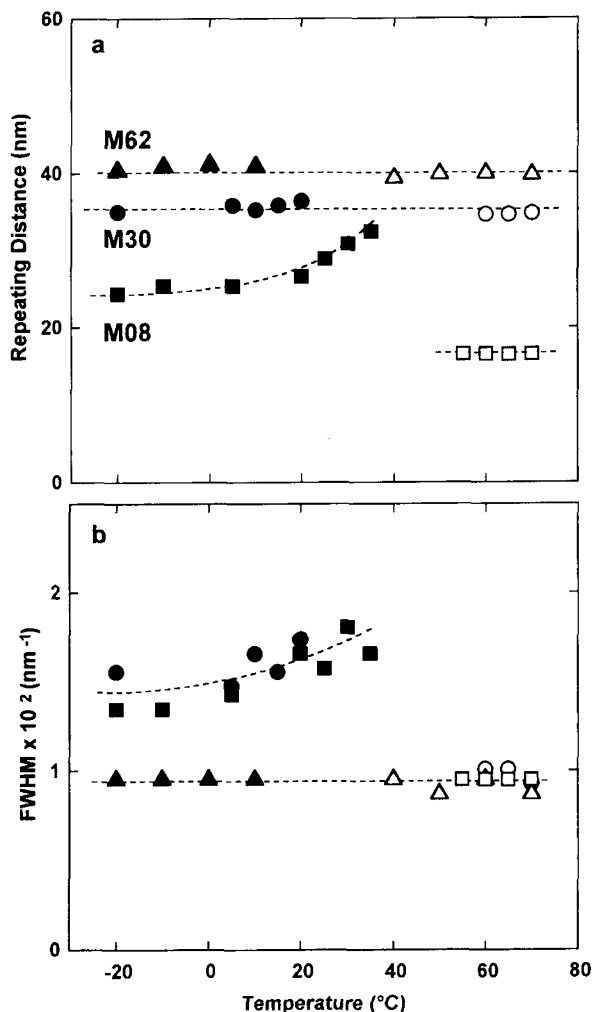 60
a
M62
40
M30
M08
20
0
Repeating Distance (nm)
b
2
1
0
FWHM x 10 2 (nm -1)
-20 0 20 40 60 80
Temperature (°C)